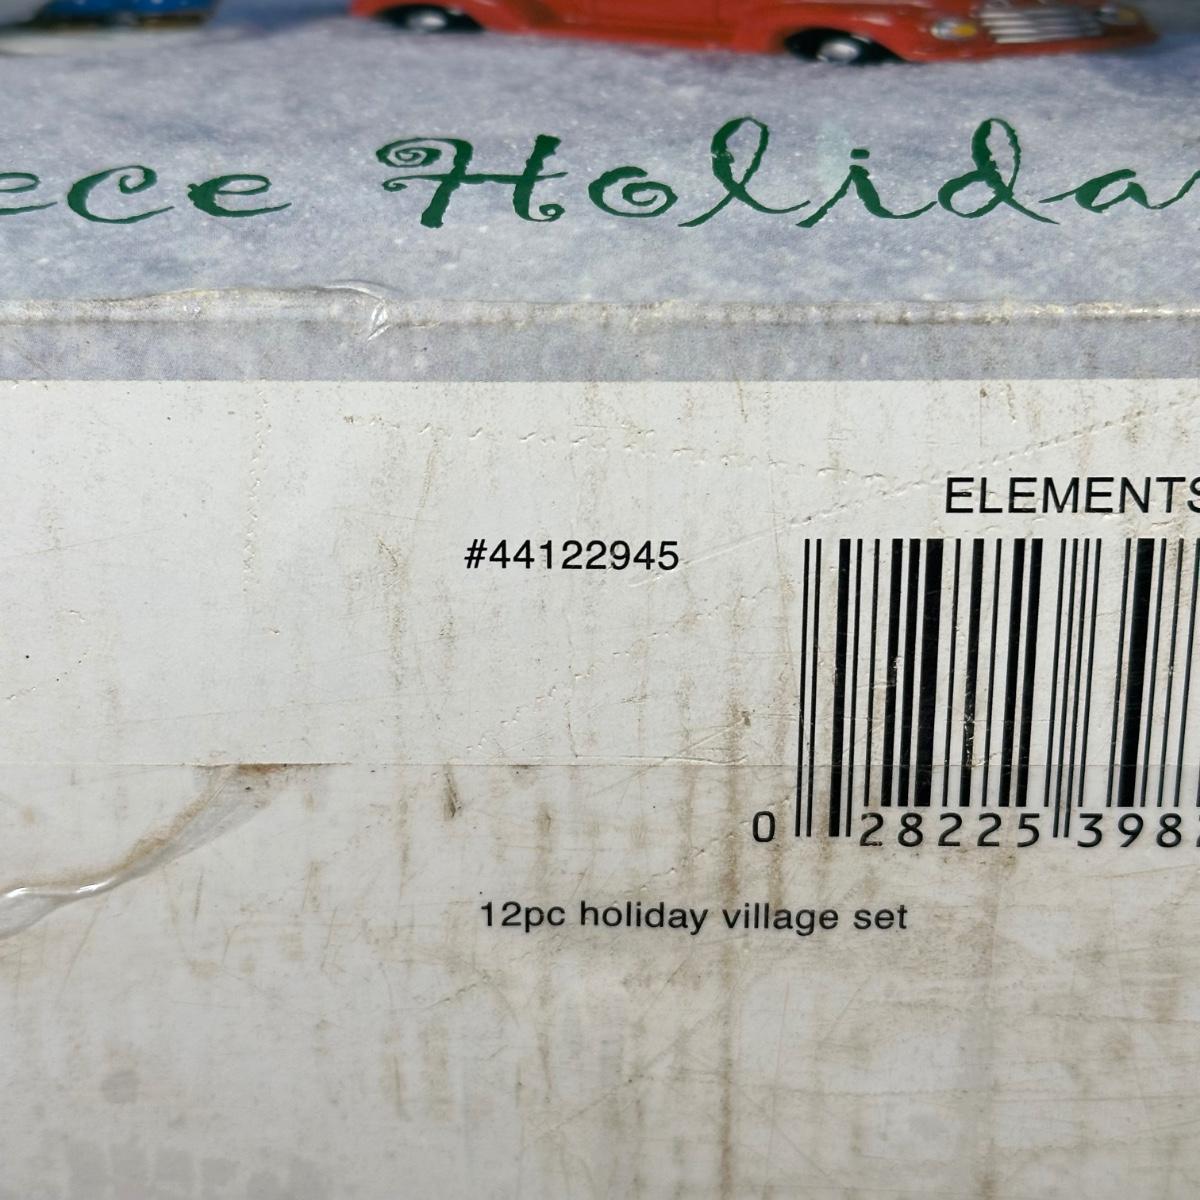 ece Holida
ELEMENTS
#44122945
0 28225 398
12pc holiday village set